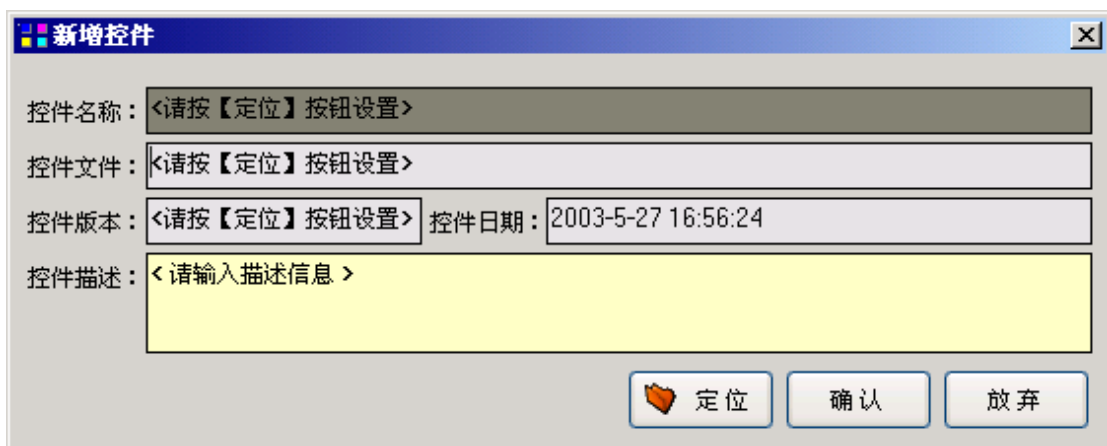 新增控件
控件名称：<请按【定位】按钮设置>
控件文件：<请按【定位】按钮设置>
控件版本：<请按【定位】按钮设置> 控件日期：2003-5-27 16:56:24
控件描述：< 请输入描述信息 >
定位 确认 放弃